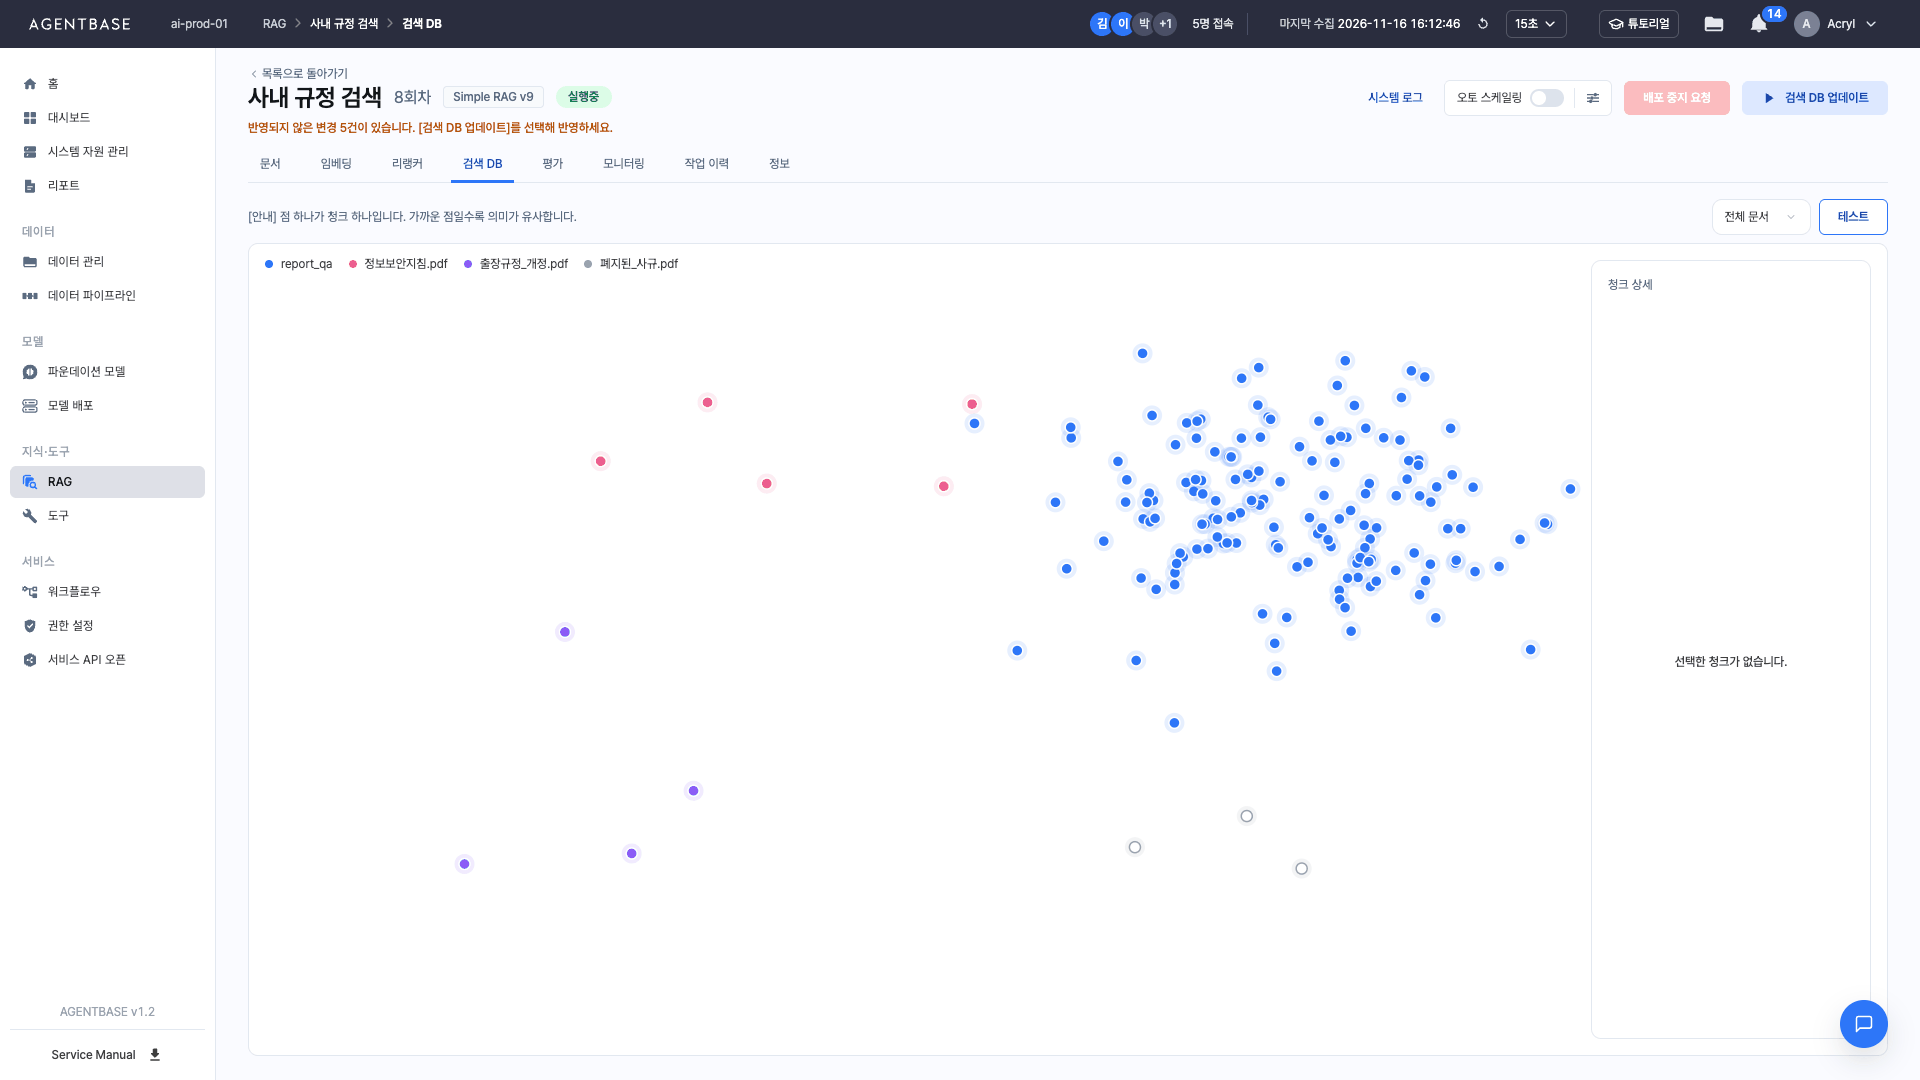 AGENTBASE
ai-prod-01
RAG
사내 규정 검색
검색 DB
김
이
박
+1
5명 접속
마지막 수집 2026-11-16 16:12:46
15초
튜토리얼
14
A
Acryl
홈
대시보드
시스템 자원 관리
리포트
데이터
데이터 관리
데이터 파이프라인
모델
파운데이션 모델
모델 배포
지식·도구
RAG
도구
서비스
워크플로우
권한 설정
서비스 API 오픈
AGENTBASE v1.2
Service Manual
목록으로 돌아가기
사내 규정 검색
8회차
Simple RAG v9
실행중
반영되지 않은 변경 5건이 있습니다. [검색 DB 업데이트]를 선택해 반영하세요.
시스템 로그
오토 스케일링
배포 중지 요청
검색 DB 업데이트
문서
임베딩
리랭커
검색 DB
평가
모니터링
작업 이력
정보
[안내] 점 하나가 청크 하나입니다. 가까운 점일수록 의미가 유사합니다.
전체 문서
테스트
report_qa
정보보안지침.pdf
출장규정_개정.pdf
폐지된_사규.pdf
청크 상세
선택한 청크가 없습니다.